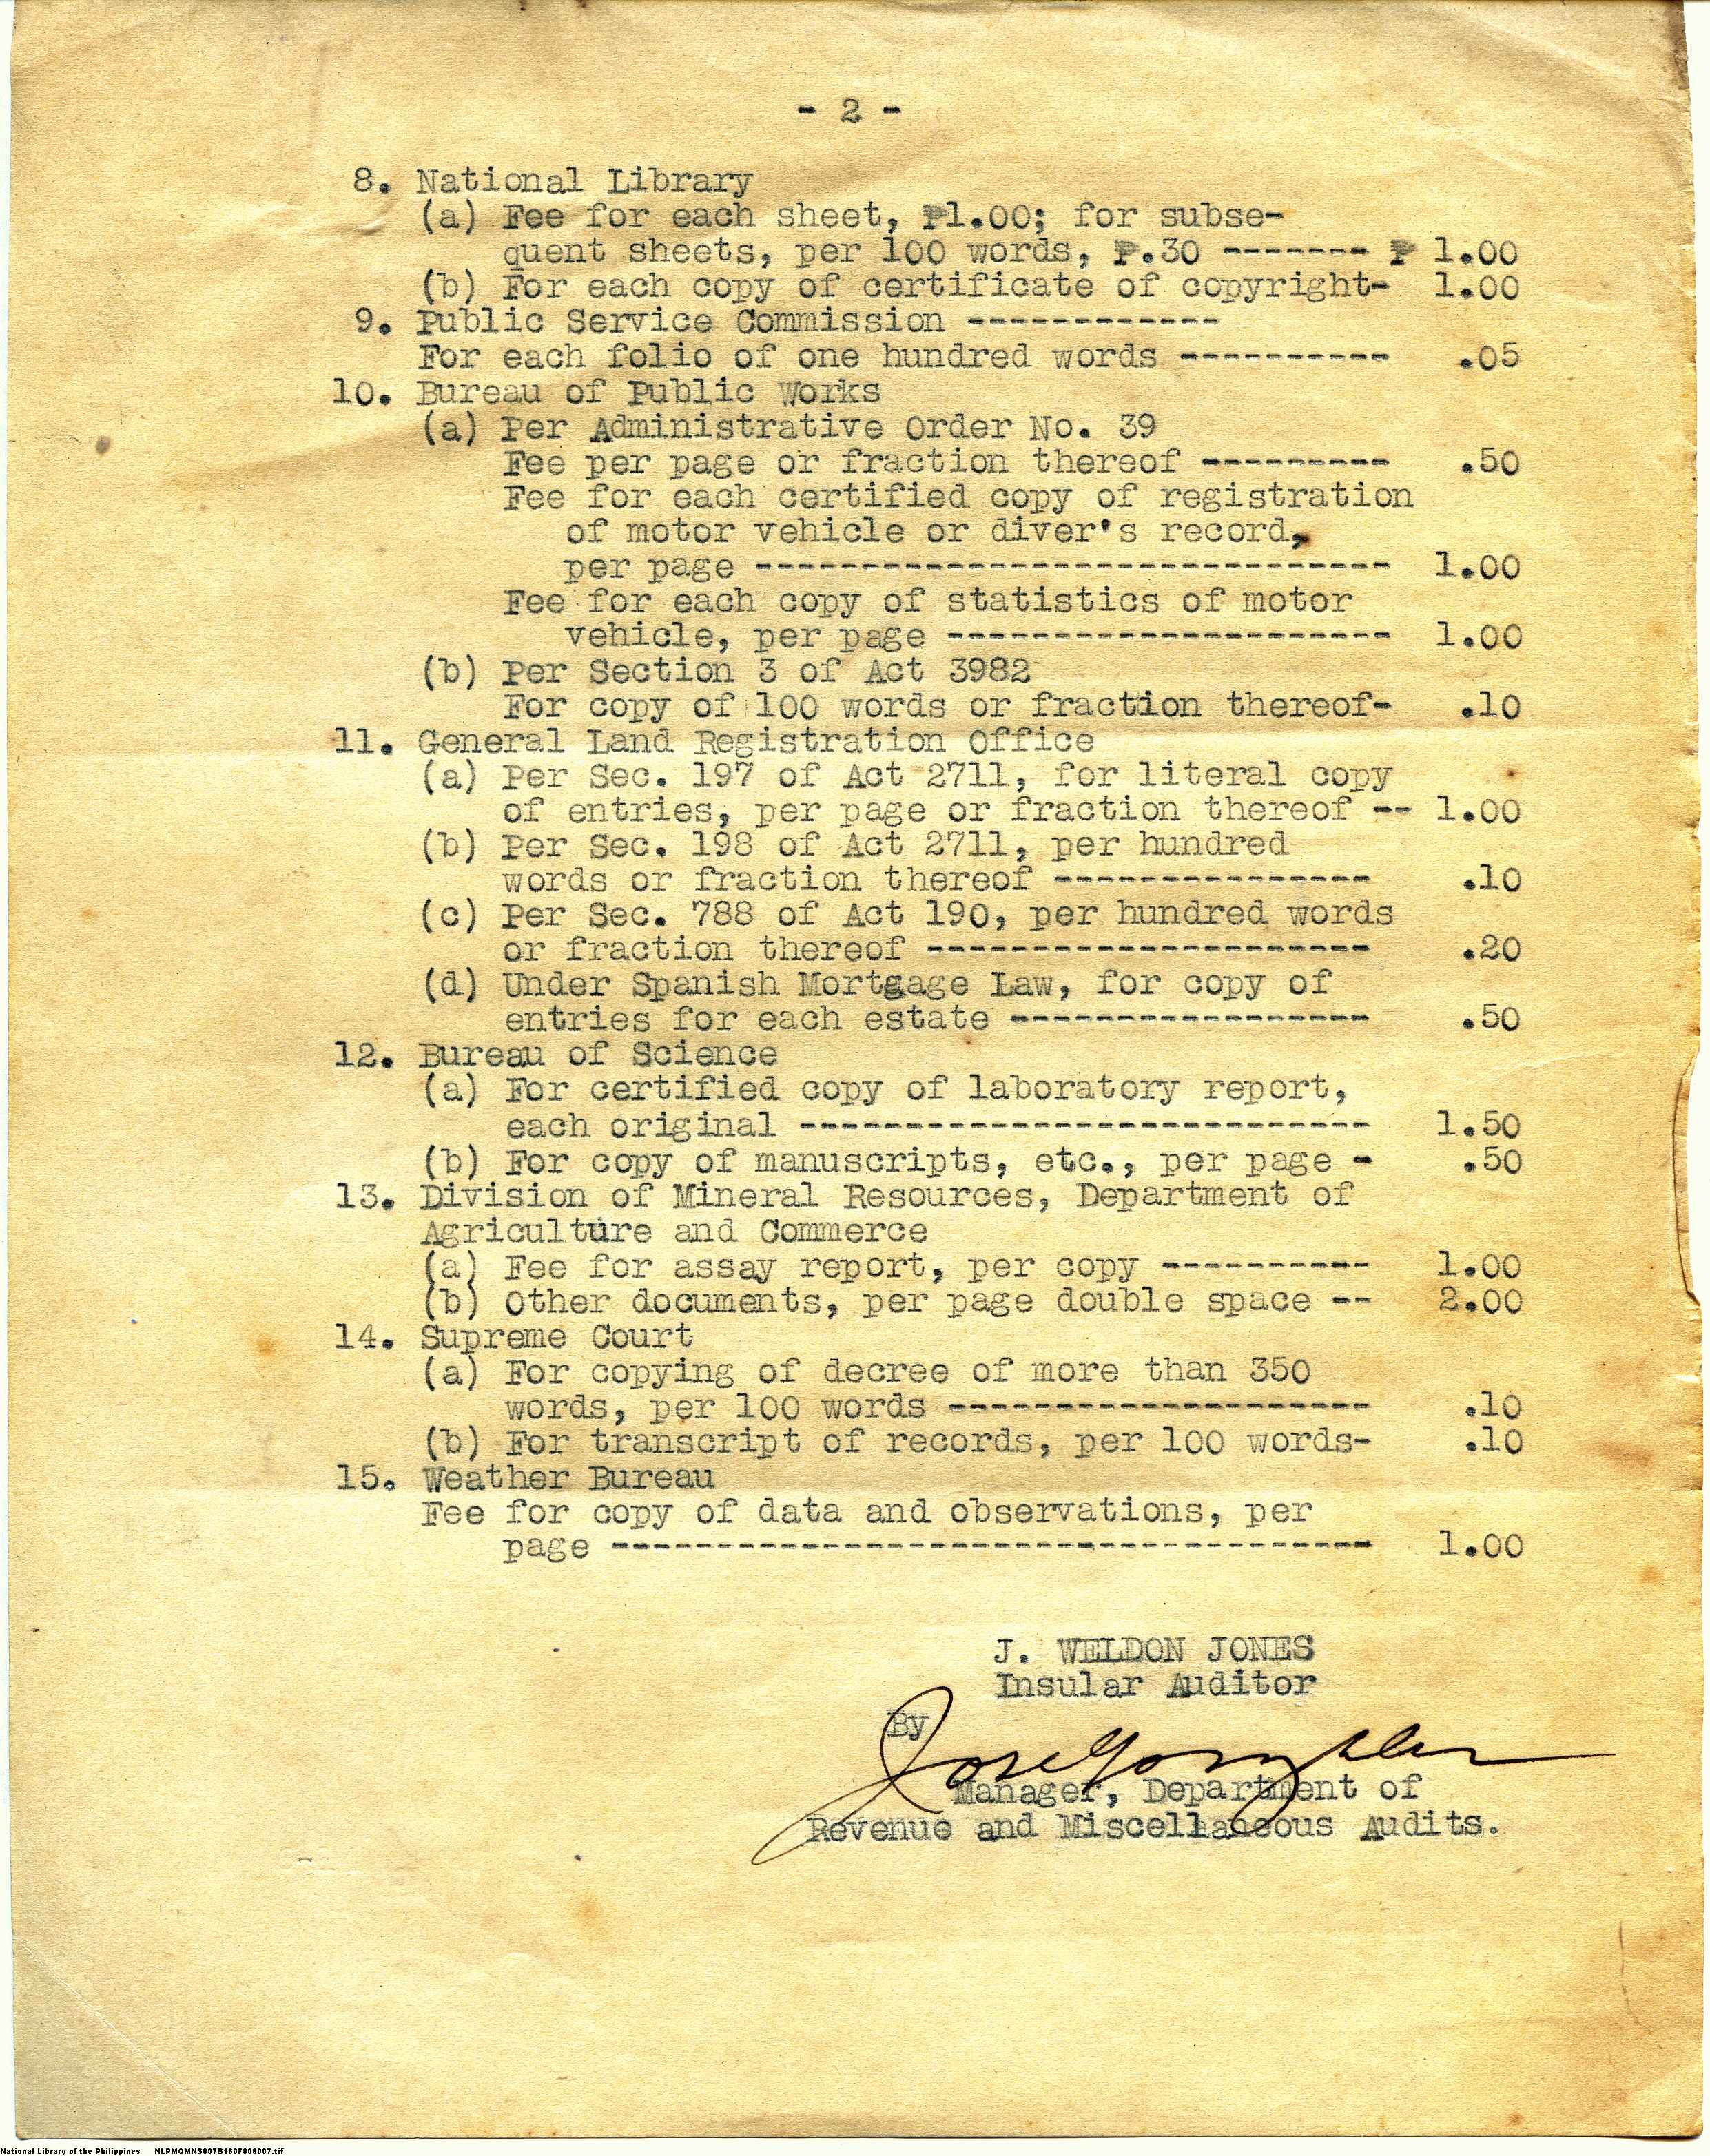 - 2 -
8. National Library
(a) Fee for each sheet, ₱1.00; for subse-
quent sheets, per 100 words, ₱.30 ------- ₱ 1.00
(b) For each copy of certificate of copyright- 1.00
9. Public Service Commission ------------
For each folio of one hundred words ---------- .05
10. Bureau of Public Works
(a) Per Administrative Order No. 39
Fee per page or fraction thereof --------- .50
Fee for each certified copy of registration
of motor vehicle or diver's record,
per page ------------------------------ 1.00
Fee for each copy of statistics of motor
vehicle, per page --------------------- 1.00
(b) Per Section 3 of Act 3982
For copy of 100 words or fraction thereof- .10
11. General Land Registration Office
(a) Per Sec. 197 of Act 2711, for literal copy
of entries, per page or fraction thereof -- 1.00
(b) Per Sec. 198 of Act 2711, per hundred
words or fraction thereof --------------- .10
(c) Per Sec. 788 of Act 190, per hundred words
or fraction thereof --------------------- .20
(d) Under Spanish Mortgage Law, for copy of
entries for each estate ----------------- .50
12. Bureau of Science
(a) For certified copy of laboratory report,
each original --------------------------- 1.50
(b) For copy of manuscripts, etc., per page - .50
13. Division of Mineral Resources, Department of
Agriculture and Commerce
(a) Fee for assay report, per copy ---------- 1.00
(b) Other documents, per page double space -- 2.00
14. Supreme Court
(a) For copying of decree of more than 350
words, per 100 words -------------------- .10
(b) For transcript of records, per 100 words- .10
15. Weather Bureau
Fee for copy of data and observations, per
page ------------------------------------ 1.00
J. WELDON JONES
Insular Auditor
By
Jose Gonzalez
Manager, Department of
Revenue and Miscellaneous Audits.
National Library of the Philippines NLPMQMNS007B180F006007.tif